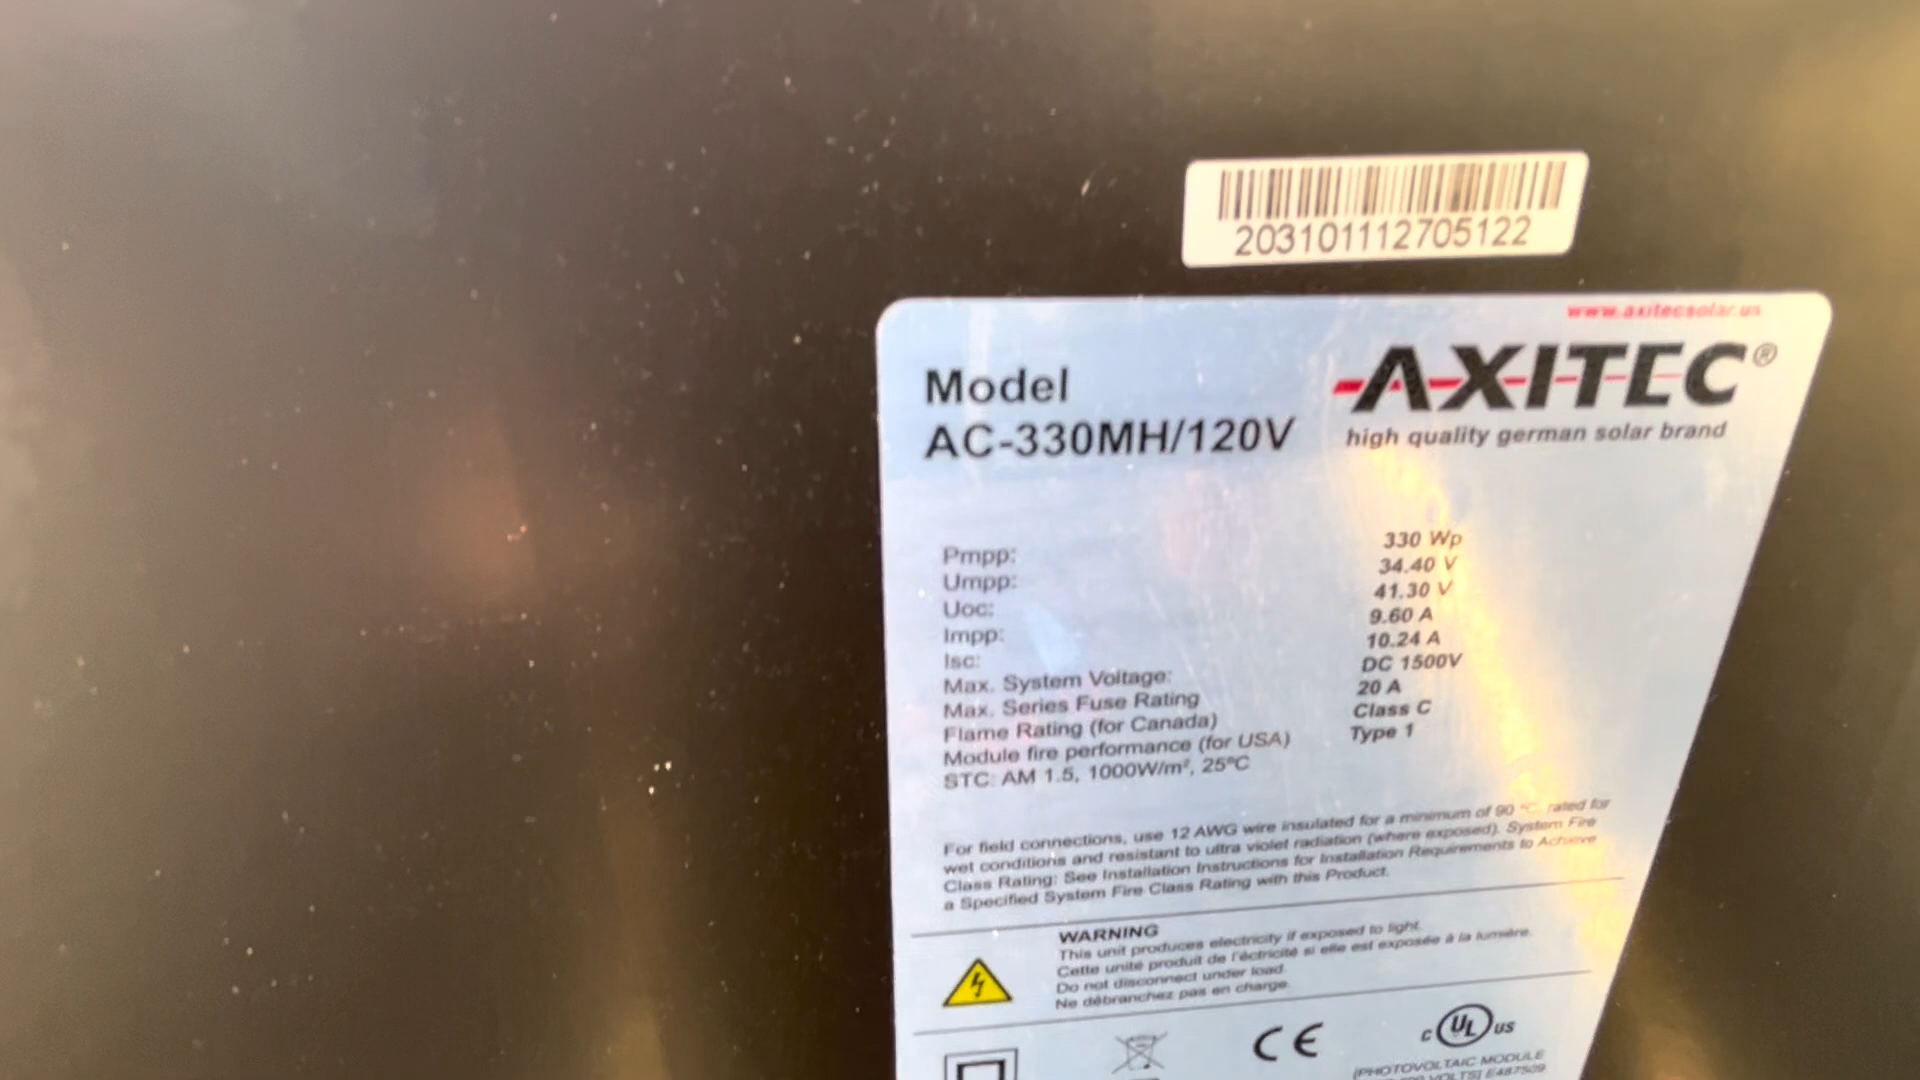 203101112705122
www.axitecsolar.us
AXITEC®
high quality german solar brand
Model
AC-330MH/120V
Pmpp: 330 Wp
Umpp: 34.40 V
Uoc: 41.30 V
Impp: 9.60 A
Isc: 10.24 A
Max. System Voltage: DC 1500V
Max. Series Fuse Rating 20 A
Flame Rating (for Canada) Class C
Module fire performance (for USA) Type 1
STC: AM 1.5, 1000W/m², 25°C
For field connections, use 12 AWG wire insulated for a minimum of 90 °C, rated for
wet conditions and resistant to ultra violet radiation (where exposed). System Fire
Class Rating: See Installation Instructions for Installation Requirements to Achieve
a Specified System Fire Class Rating with this Product.
WARNING
This unit produces electricity if exposed to light.
Cette unité produit de l'éctricité si elle est exposée à la lumière.
Do not disconnect under load.
Ne débranchez pas en charge.
CE
c UL us
[PHOTOVOLTAIC MODULE
VOLTS] E487509